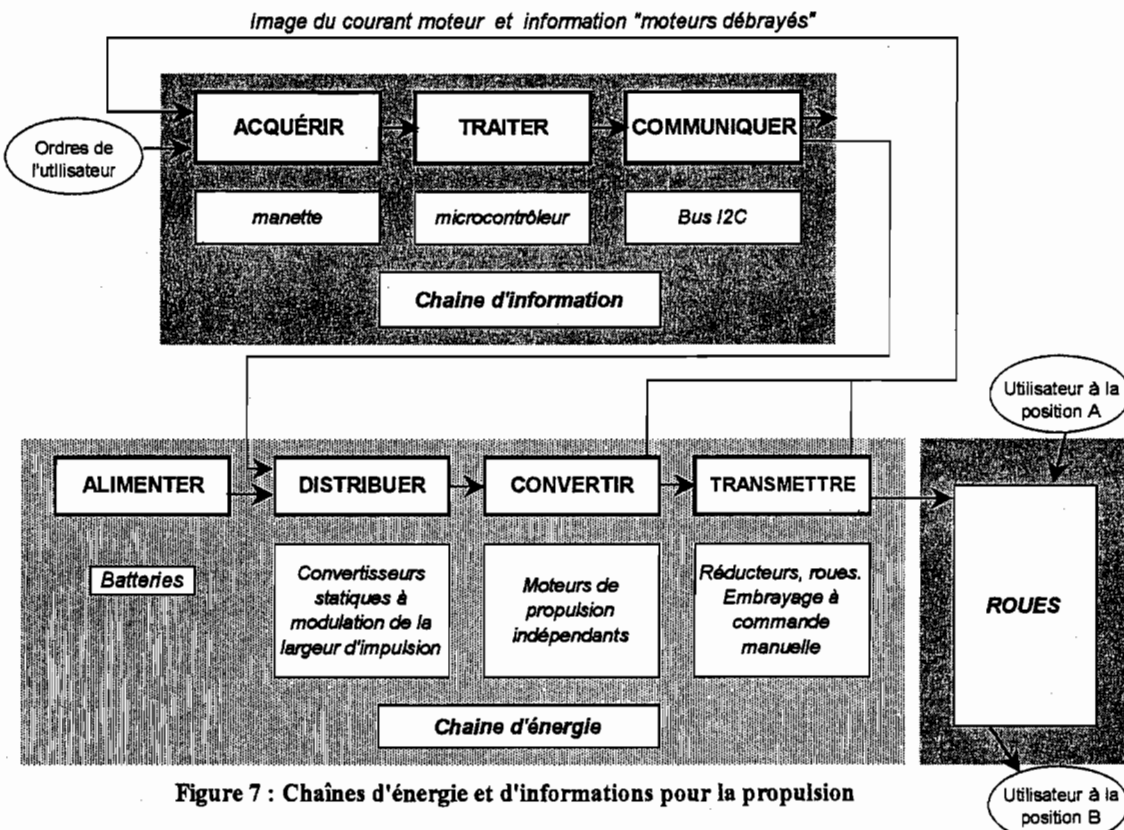 Image du courant moteur et information "moteurs débrayés"
ACQUÉRIR
TRAITER
COMMUNIQUER
Ordres de
l'utilisateur
manette
microcontrôleur
Bus I2C
Chaine d'information
Utilisateur à la
position A
ALIMENTER
DISTRIBUER
CONVERTIR
TRANSMETTRE
Batteries
Convertisseurs
statiques à
modulation de la
largeur d'impulsion
Moteurs de
propulsion
indépendants
Réducteurs, roues.
Embrayage à
commande
manuelle
ROUES
Chaine d'énergie
Figure 7 : Chaînes d'énergie et d'informations pour la propulsion
Utilisateur à la
position B